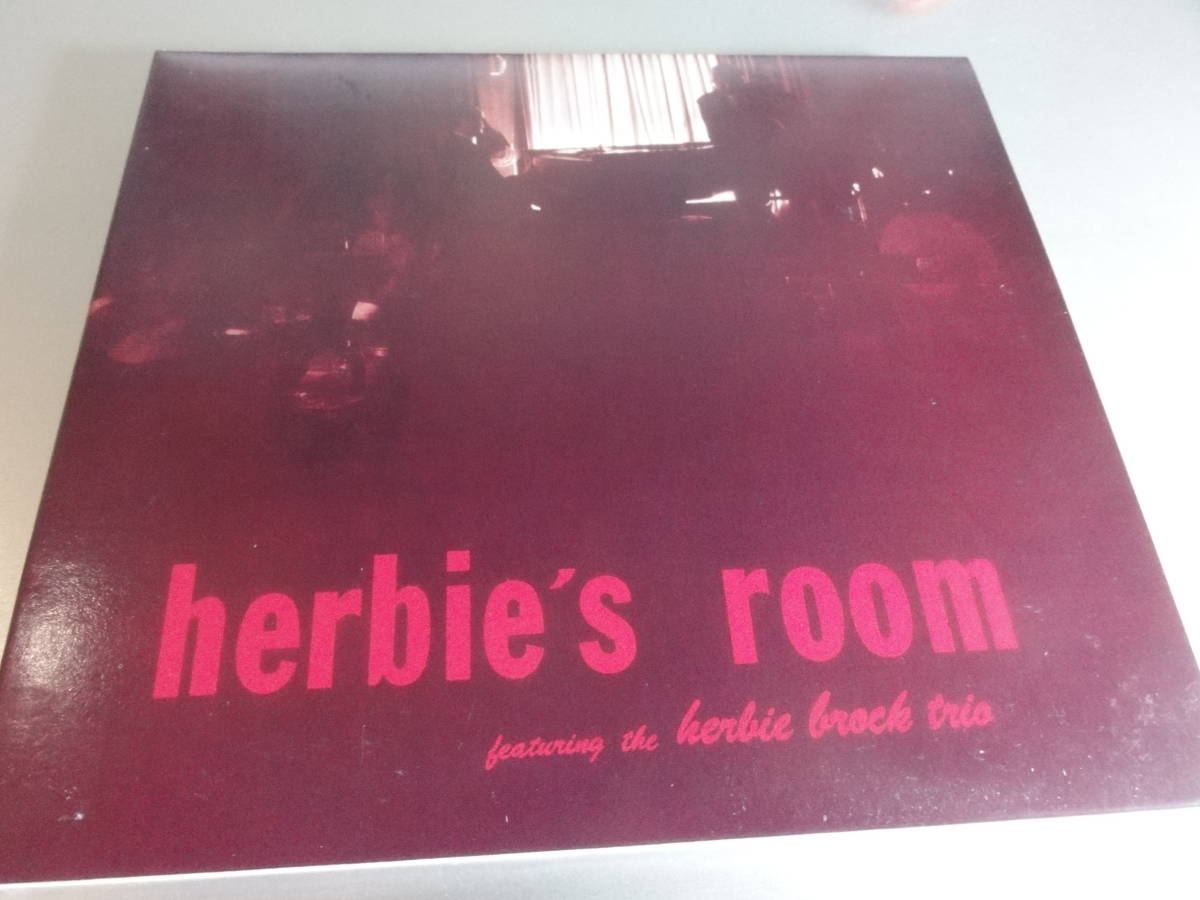 herbie's room
featuring the herbie brock trio